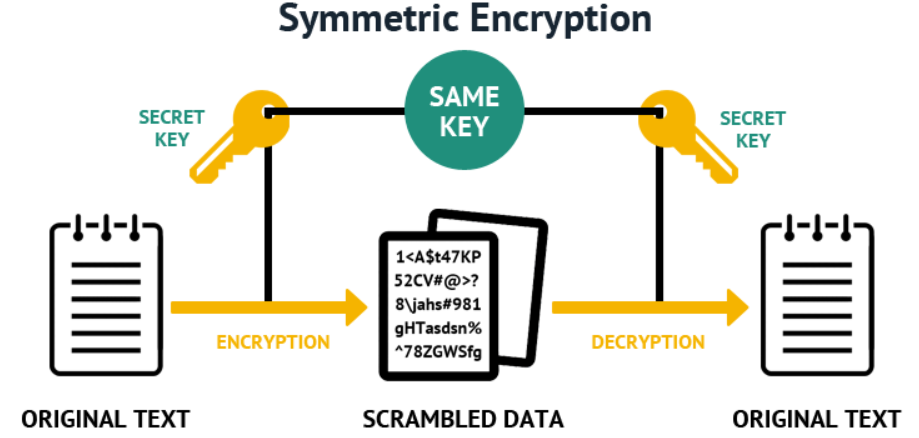 Symmetric Encryption
SAME
KEY
SECRET
KEY
SECRET
KEY
1<A$t47KP
52CV#@>?
8\jahs#981
gHTasdsn%
^78ZGWSfg
ENCRYPTION
DECRYPTION
ORIGINAL TEXT
SCRAMBLED DATA
ORIGINAL TEXT